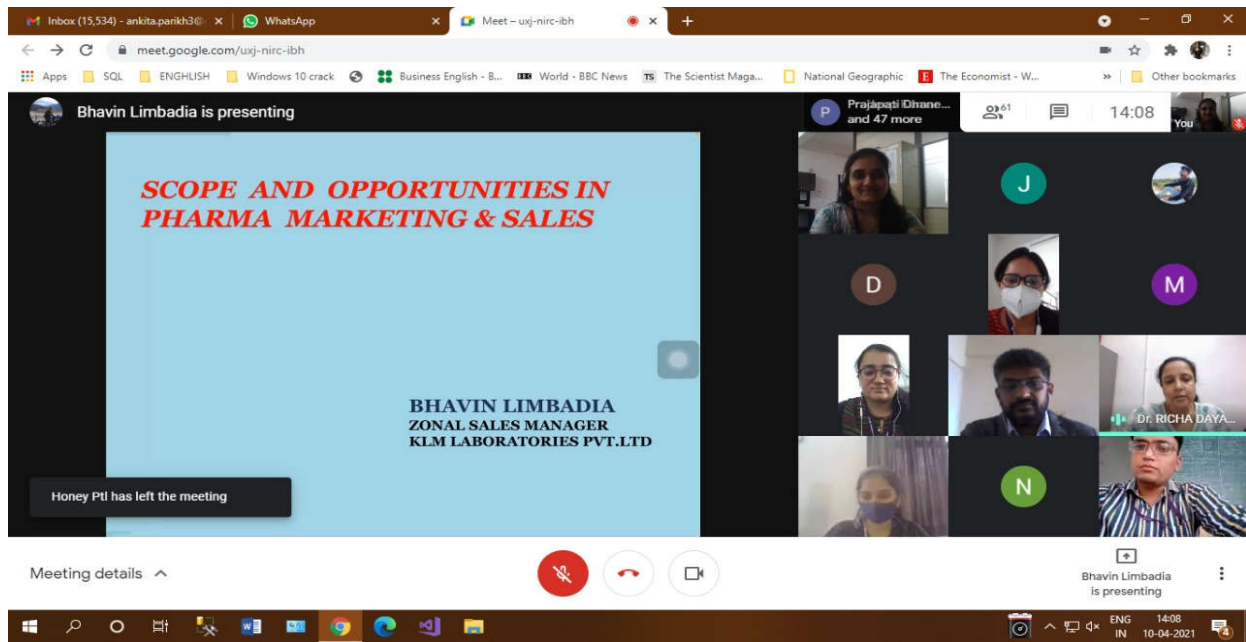 Inbox (15,534) - ankita.parikh3@
WhatsApp
Meet – uxj-nirc-ibh
meet.google.com/uxj-nirc-ibh
Apps
SQL
ENGHLISH
Windows 10 crack
Business English - B...
World - BBC News
TS
The Scientist Maga...
National Geographic
E
The Economist - W...
»
Other bookmarks
Bhavin Limbadia is presenting
P
Prajapati Dhane...
and 47 more
61
14:08
You
SCOPE AND OPPORTUNITIES IN
PHARMA MARKETING & SALES
BHAVIN LIMBADIA
ZONAL SALES MANAGER
KLM LABORATORIES PVT.LTD
J
D
M
Dr. RICHA DAYA...
N
Honey Ptl has left the meeting
Meeting details
Bhavin Limbadia
is presenting
ENG
IN
14:08
10-04-2021
4